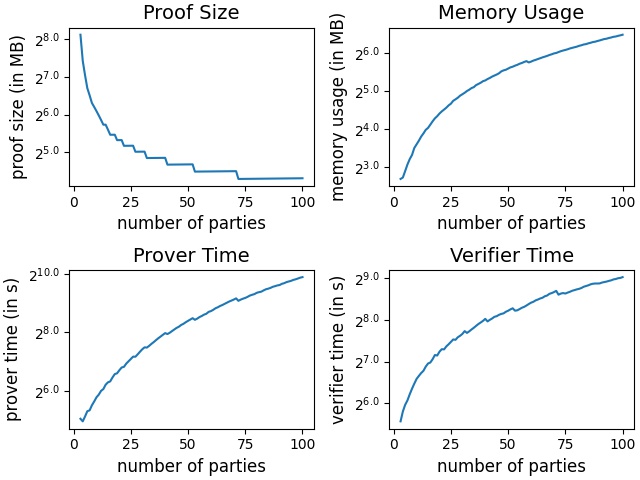 Proof Size
proof size (in MB)
2^8.0
2^7.0
2^6.0
2^5.0
0 25 50 75 100
number of parties
Memory Usage
memory usage (in MB)
2^6.0
2^5.0
2^4.0
2^3.0
0 25 50 75 100
number of parties
Prover Time
prover time (in s)
2^10.0
2^8.0
2^6.0
0 25 50 75 100
number of parties
Verifier Time
verifier time (in s)
2^9.0
2^8.0
2^7.0
2^6.0
0 25 50 75 100
number of parties